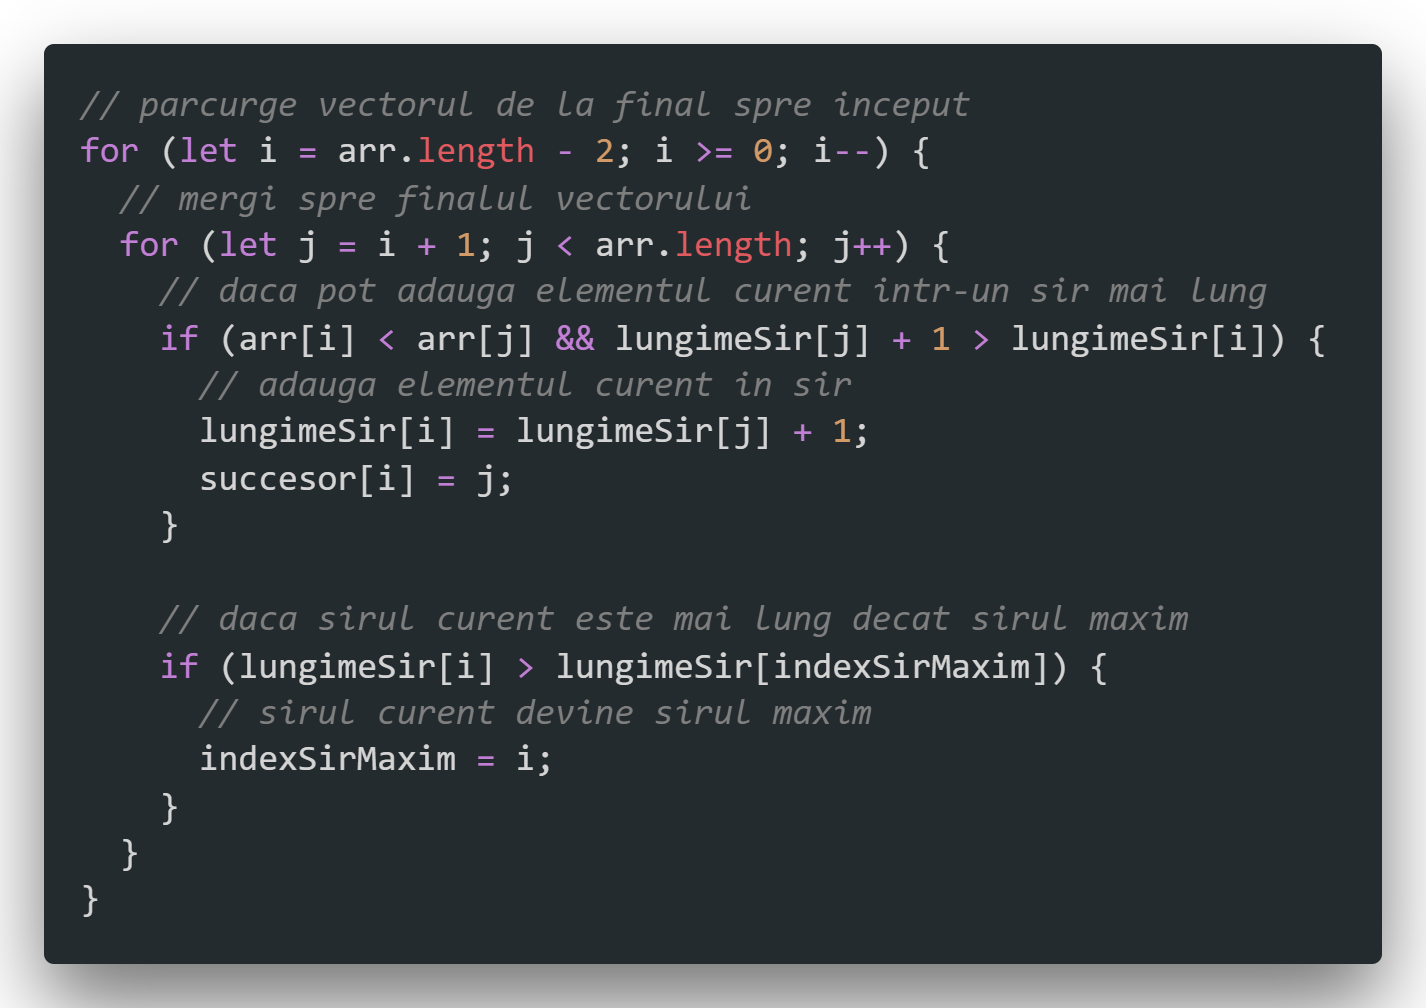 // parcurge vectorul de la final spre inceput
for (let i = arr.length - 2; i >= 0; i--) {
  // mergi spre finalul vectorului
  for (let j = i + 1; j < arr.length; j++) {
    // daca pot adauga elementul curent intr-un sir mai lung
    if (arr[i] < arr[j] && lungimeSir[j] + 1 > lungimeSir[i]) {
      // adauga elementul curent in sir
      lungimeSir[i] = lungimeSir[j] + 1;
      succesor[i] = j;
    }

    // daca sirul curent este mai lung decat sirul maxim
    if (lungimeSir[i] > lungimeSir[indexSirMaxim]) {
      // sirul curent devine sirul maxim
      indexSirMaxim = i;
    }
  }
}